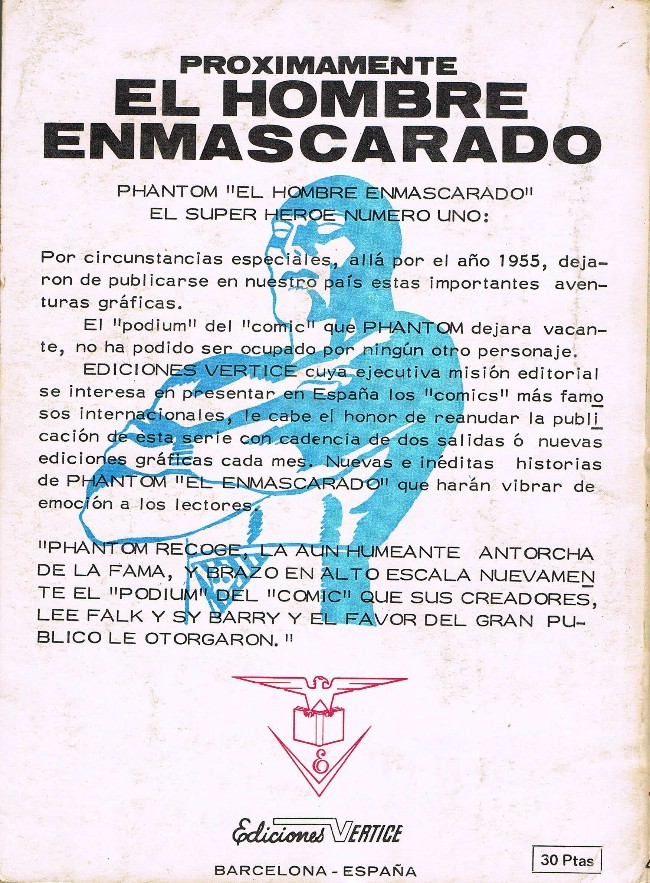 PROXIMAMENTE
EL HOMBRE
ENMASCARADO
PHANTOM "EL HOMBRE ENMASCARADO"
EL SUPER HEROE NUMERO UNO:
Por circunstancias especiales, allá por el año 1955, deja-
ron de publicarse en nuestro país estas importantes aven-
turas gráficas.
El "podium" del "comic" que PHANTOM dejara vacan-
te, no ha podido ser ocupado por ningún otro personaje.
EDICIONES VERTICE cuya ejecutiva misión editorial
se interesa en presentar en España los "comics" más famo
sos internacionales, le cabe el honor de reanudar la publi
cación de esta serie con cadencia de dos salidas ó nuevas
ediciones gráficas cada mes. Nuevas e inéditas historias
de PHANTOM "EL ENMASCARADO" que harán vibrar de
emoción a los lectores.
"PHANTOM RECOGE, LA AUN HUMEANTE ANTORCHA
DE LA FAMA, Y BRAZO EN ALTO ESCALA NUEVAMEN
TE EL "PODIUM" DEL "COMIC" QUE SUS CREADORES,
LEE FALK Y SY BARRY Y EL FAVOR DEL GRAN PU-
BLICO LE OTORGARON."
E
Ediciones VERTICE
BARCELONA - ESPAÑA
30 Ptas